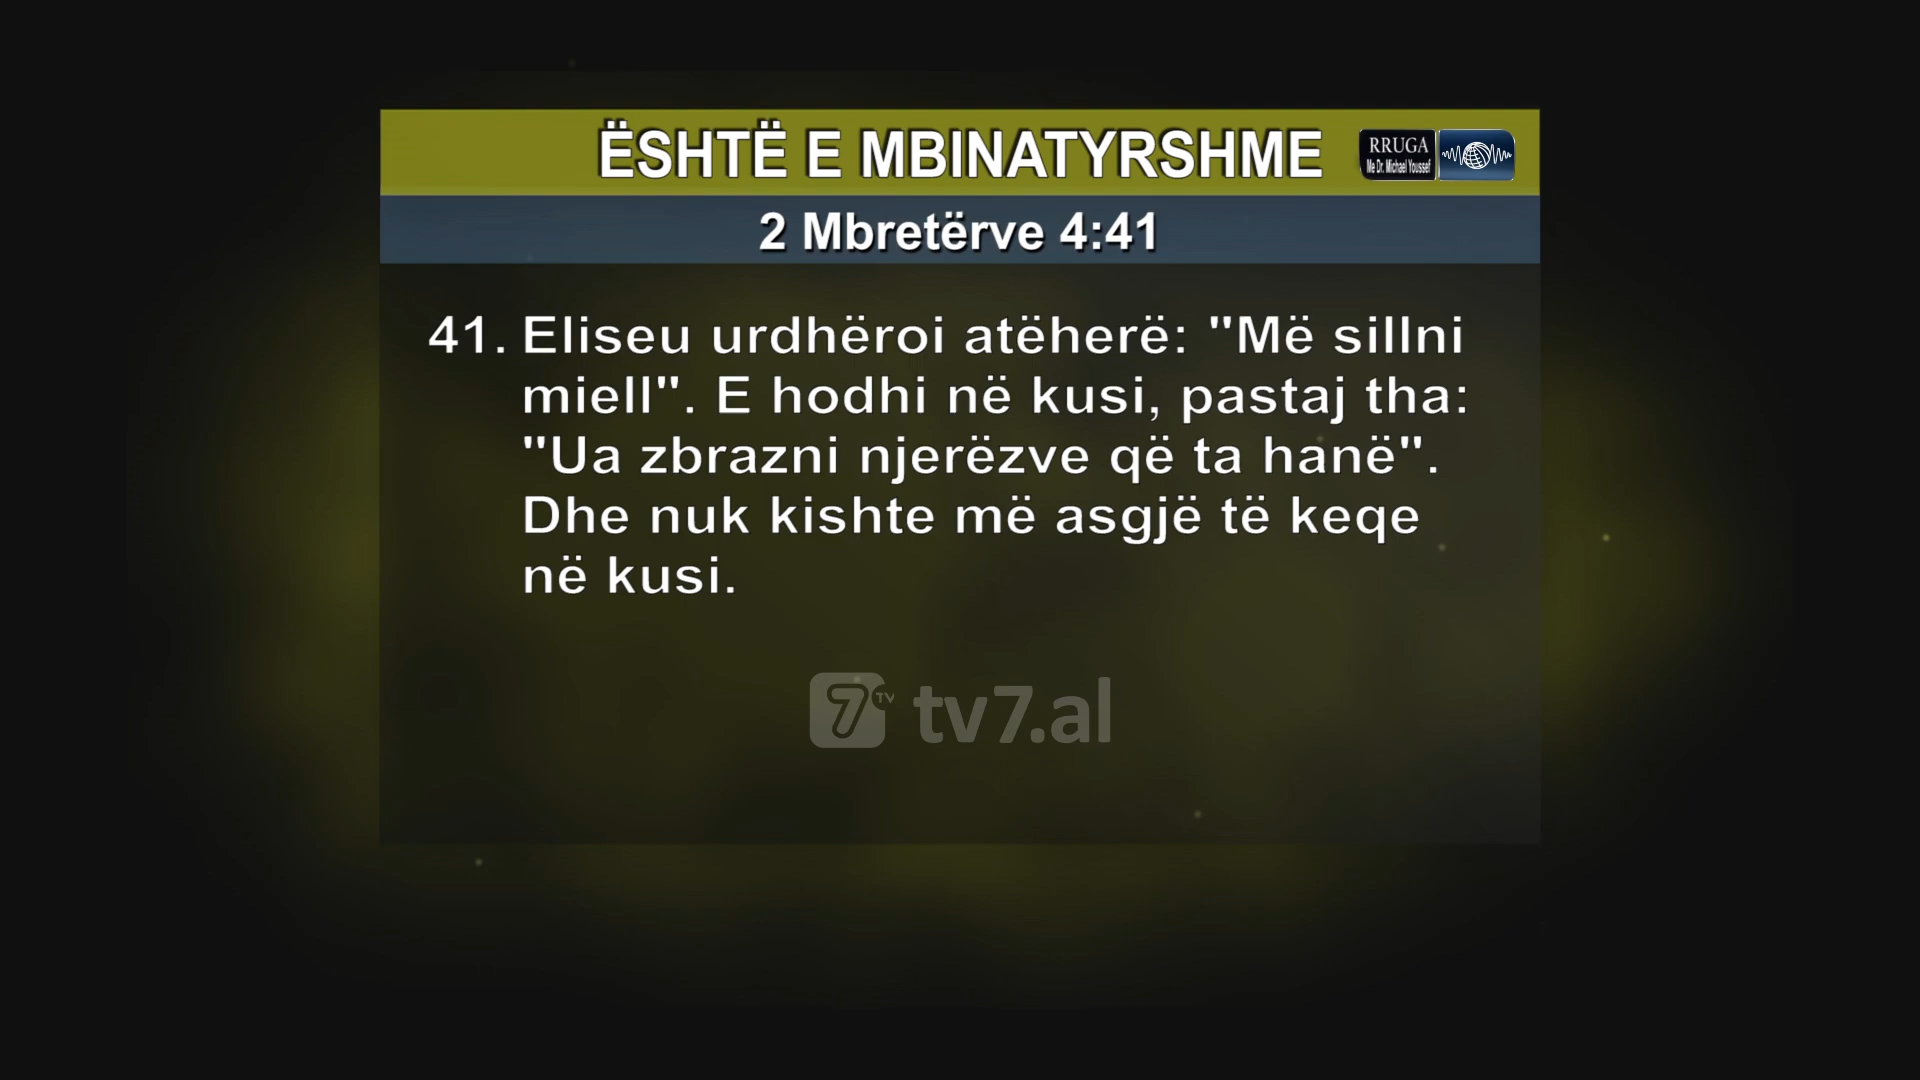 ËSHTË E MBINATYRSHME
RRUGA
Me Dr. Michael Youssef
2 Mbretërve 4:41
41. Eliseu urdhëroi atëherë: "Më sillni
miell". E hodhi në kusi, pastaj tha:
"Ua zbrazni njerëzve që ta hanë".
Dhe nuk kishte më asgjë të keqe
në kusi.
7 TV tv7.al